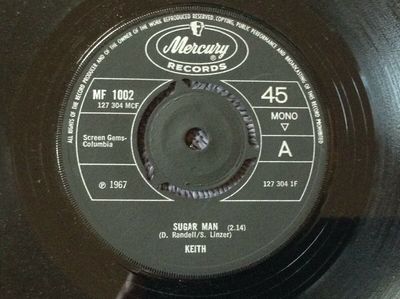 ALL RIGHTS OF THE RECORD PRODUCER AND OF THE OWNER OF THE WORK REPRODUCED RESERVED. COPYING, PUBLIC PERFORMANCE AND BROADCASTING OF THIS RECORD PROHIBITED
Mercury
RECORDS
®
MF 1002
127 304 MCF
45
MONO
▽
Screen Gems-
Columbia
A
℗ 1967
127 304 1F
SUGAR MAN (2.14)
(D. Randell/S. Linzer)
KEITH